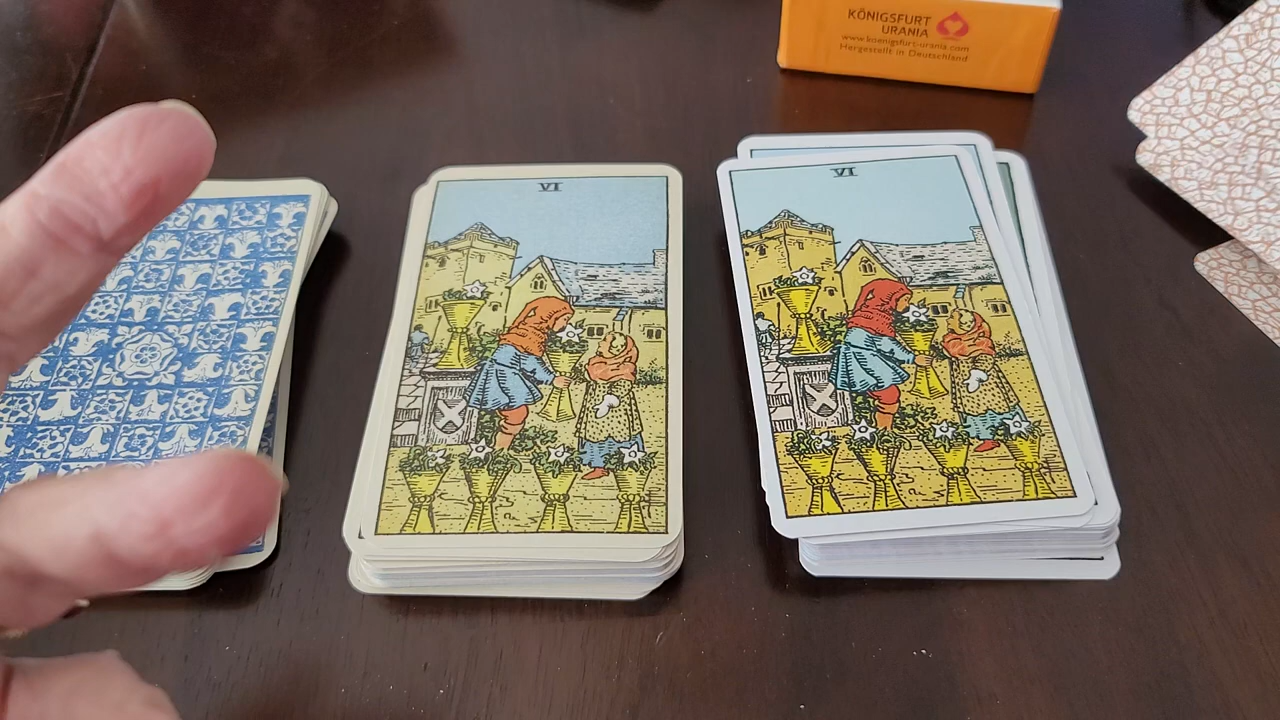 KÖNIGSFURT
URANIA
www.koenigsfurt-urania.com
Hergestellt in Deutschland
VI
VI